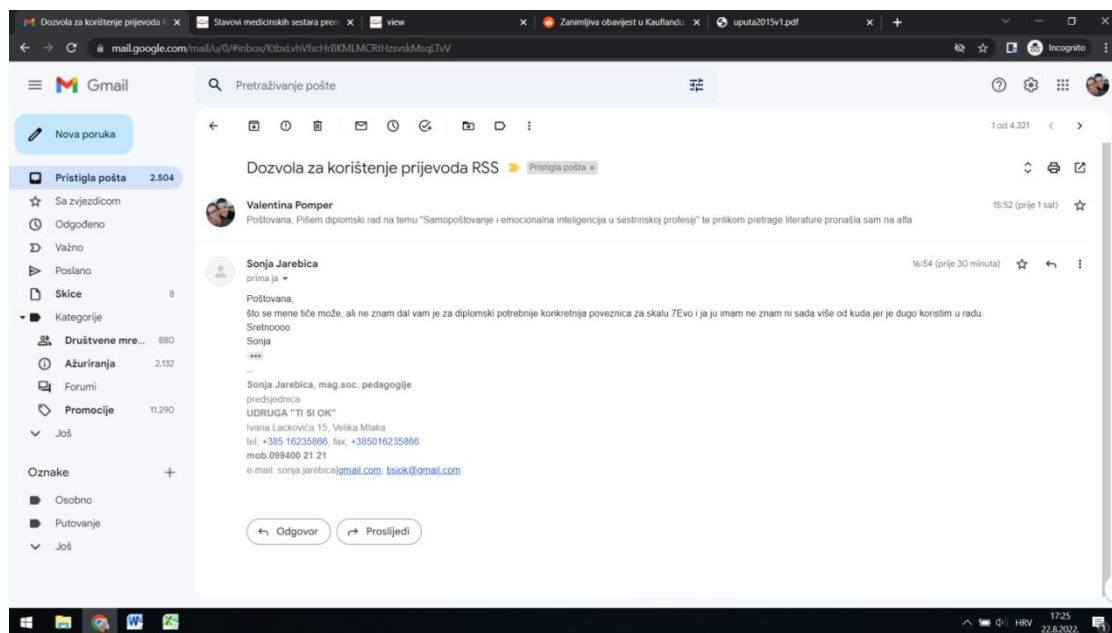 Dozvola za korištenje prijevoda R
Stavovi medicinskih sestara prem
view
Zanimljiva obavijest u Kauflandu
uputa2015v1.pdf
mail.google.com/mail/u/0/#inbox/KtbxLvhVfscHrBKMLMCRtHzsvskMsqLTvV
Incognito
Gmail
Pretraživanje pošte
Nova poruka
1 od 4.321
Pristigla pošta 2.504
Sa zvjezdicom
Odgođeno
Važno
Poslano
Skice 8
Kategorije
Društvene mre... 880
Ažuriranja 2.132
Forumi
Promocije 11.290
Još
Oznake
Osobno
Putovanje
Još
Dozvola za korištenje prijevoda RSS Pristigla pošta x
Valentina Pomper 15:52 (prije 1 sat)
Poštovana, Pišem diplomski rad na temu "Samopoštovanje i emocionalna inteligencija u sestrinskoj profesiji" te prilikom pretrage literature pronašla sam na alfa
Sonja Jarebica 16:54 (prije 30 minuta)
prima ja
Poštovana,
što se mene tiče može, ali ne znam dal vam je za diplomski potrebnije konkretnija poveznica za skalu.7Evo i ja ju imam ne znam ni sada više od kuda jer je dugo koristim u radu.
Sretnoooo
Sonja
...
--
Sonja Jarebica, mag.soc. pedagogije
predsjednica
UDRUGA "TI SI OK"
Ivana Lackovića 15, Velika Mlaka
tel; +385 16235866; fax; +385016235866
mob.099400 21 21
e-mail: sonja.jarebica]gmail.com; tisiok@gmail.com
Odgovor
Proslijedi
HRV
17:25
22.8.2022.